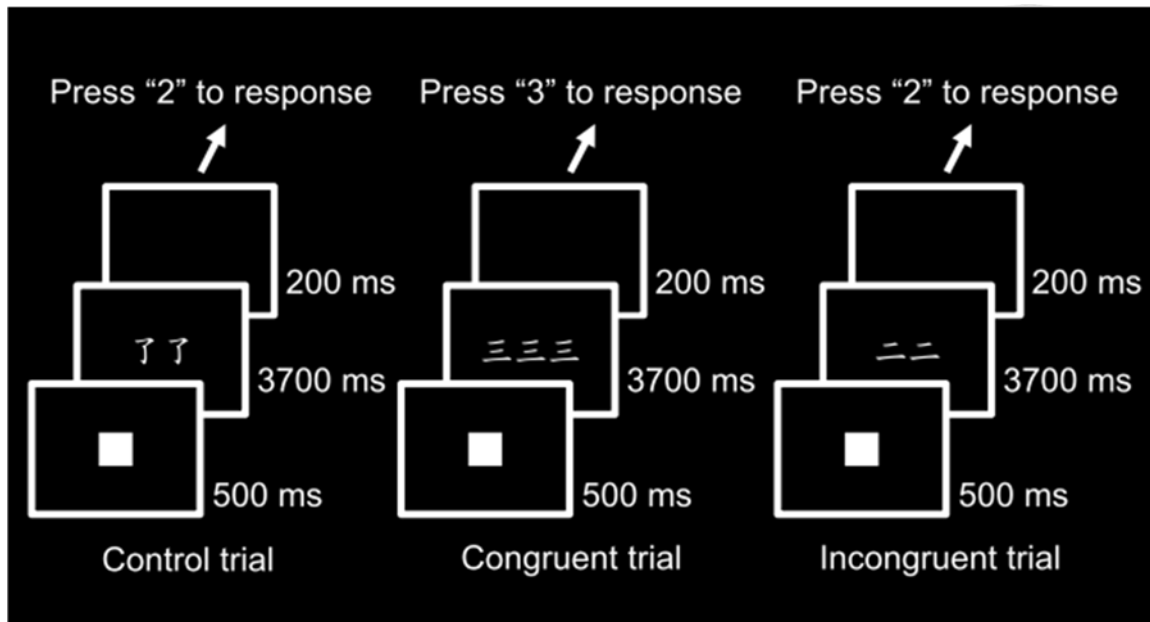 Press “2” to response
Press “3” to response
Press “2” to response
200 ms
200 ms
200 ms
了了
三三三
二二
3700 ms
3700 ms
3700 ms
500 ms
500 ms
500 ms
Control trial
Congruent trial
Incongruent trial